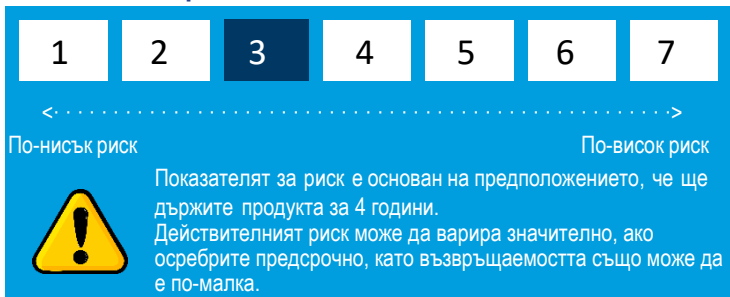 1 2 3 4 5 6 7
<· · · · · · · · · · · · · · · · · · · · · · · · · · · · · · · · · · · · · · · · · · · · · · · · · · · ·>
По-нисък риск По-висок риск
Показателят за риск е основан на предположението, че ще
държите продукта за 4 години.
Действителният риск може да варира значително, ако
осребрите предсрочно, като възвръщаемостта също може да
е по-малка.